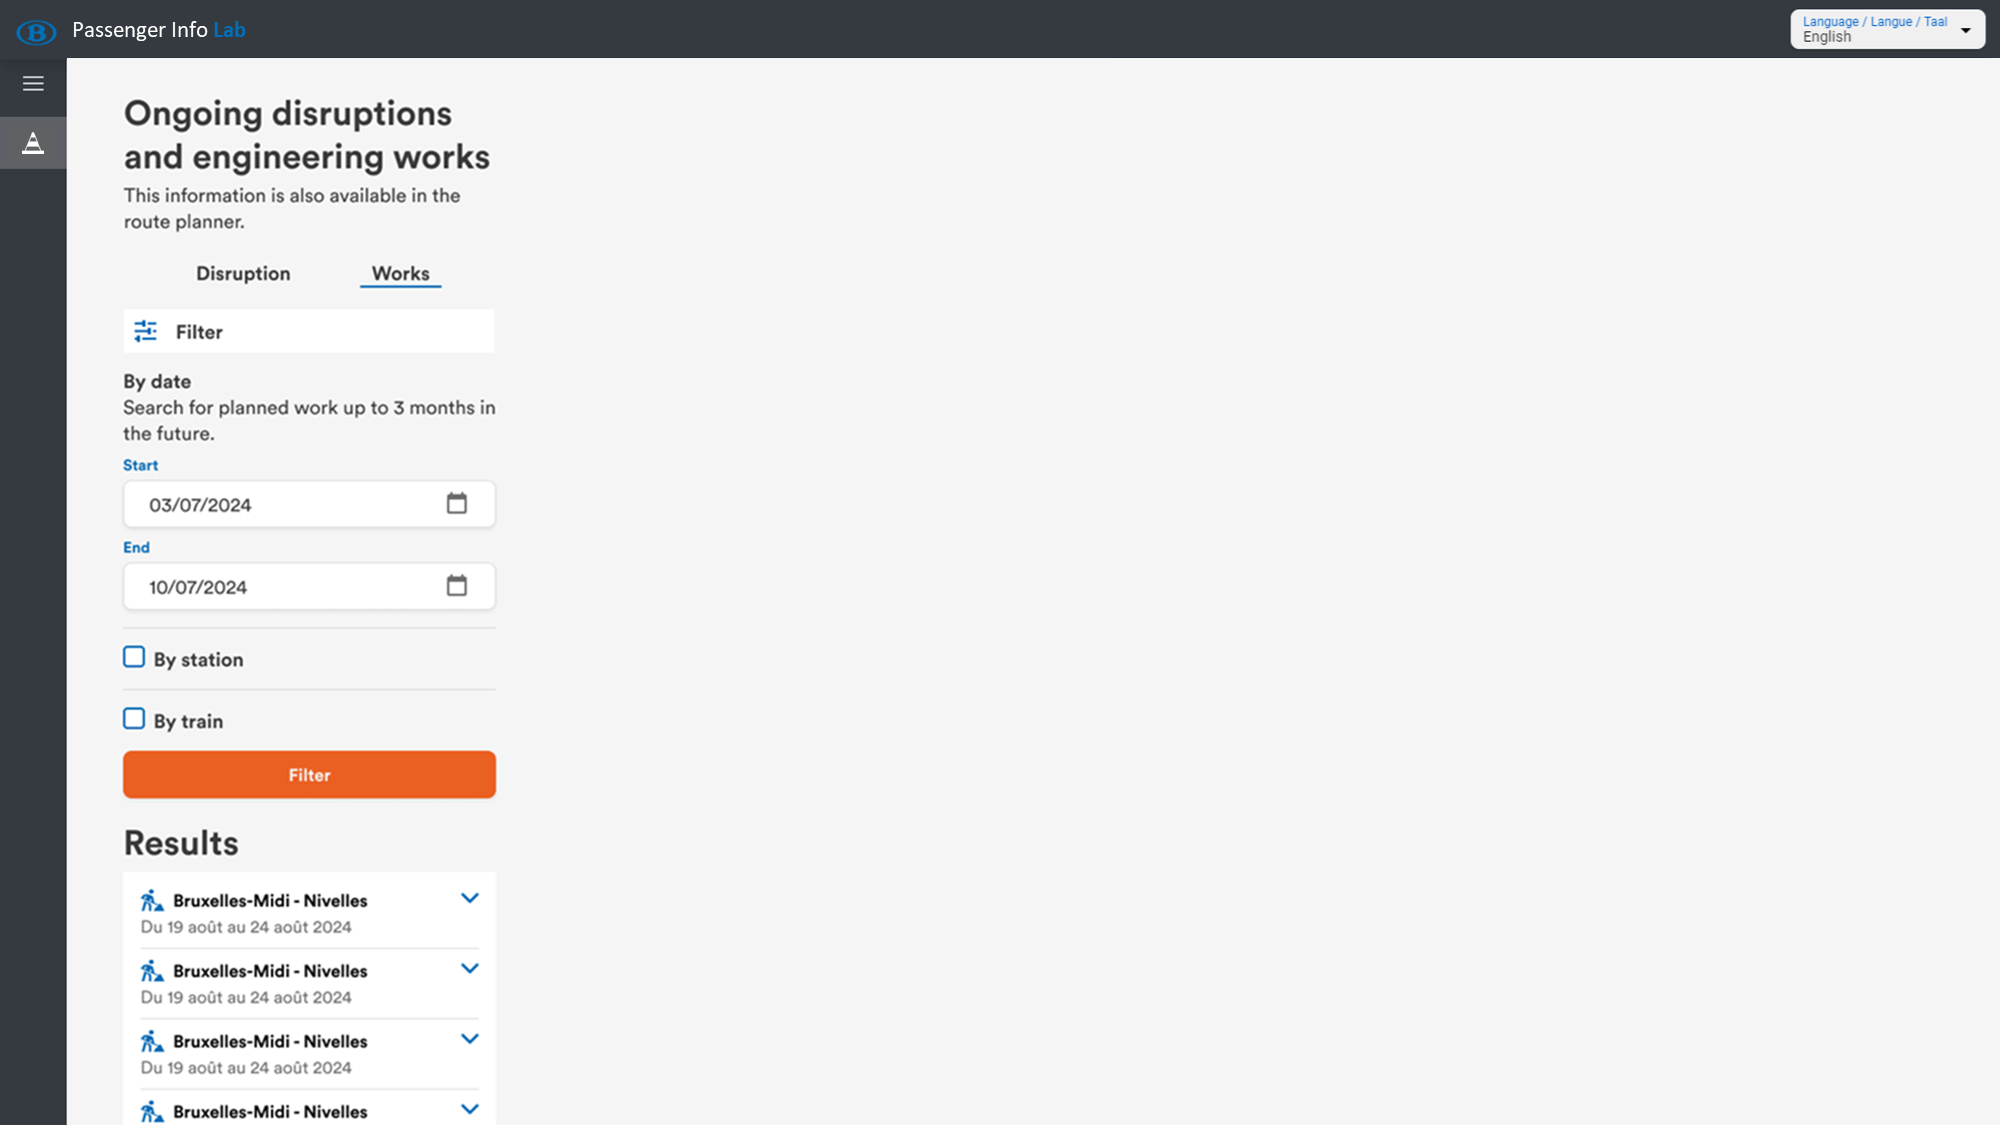 B Passenger Info Lab
Language / Langue / Taal
English
Ongoing disruptions
and engineering works
This information is also available in the
route planner.
Disruption Works
Filter
By date
Search for planned work up to 3 months in
the future.
Start
03/07/2024
End
10/07/2024
By station
By train
Filter
Results
Bruxelles-Midi - Nivelles
Du 19 août au 24 août 2024
Bruxelles-Midi - Nivelles
Du 19 août au 24 août 2024
Bruxelles-Midi - Nivelles
Du 19 août au 24 août 2024
Bruxelles-Midi - Nivelles